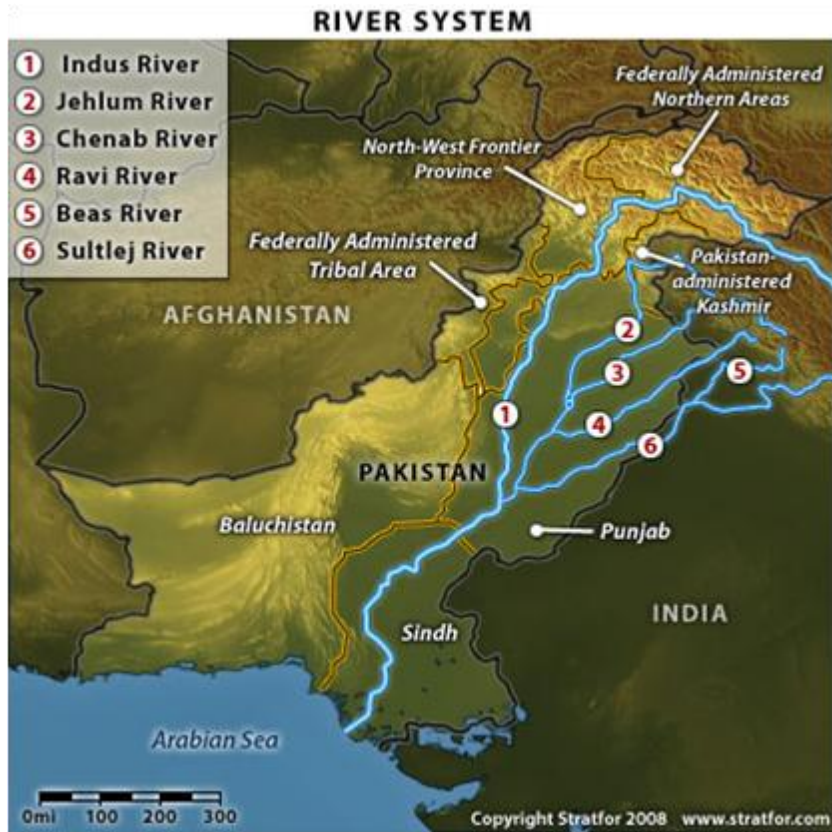 RIVER SYSTEM
1 Indus River
2 Jehlum River
3 Chenab River
4 Ravi River
5 Beas River
6 Sultlej River
Federally Administered
Northern Areas
North-West Frontier
Province
Federally Administered
Tribal Area
Pakistan-
administered
Kashmir
AFGHANISTAN
2
3
5
1
4
6
PAKISTAN
Baluchistan
Punjab
INDIA
Sindh
Arabian Sea
0mi 100 200 300
Copyright Stratfor 2008 www.stratfor.com